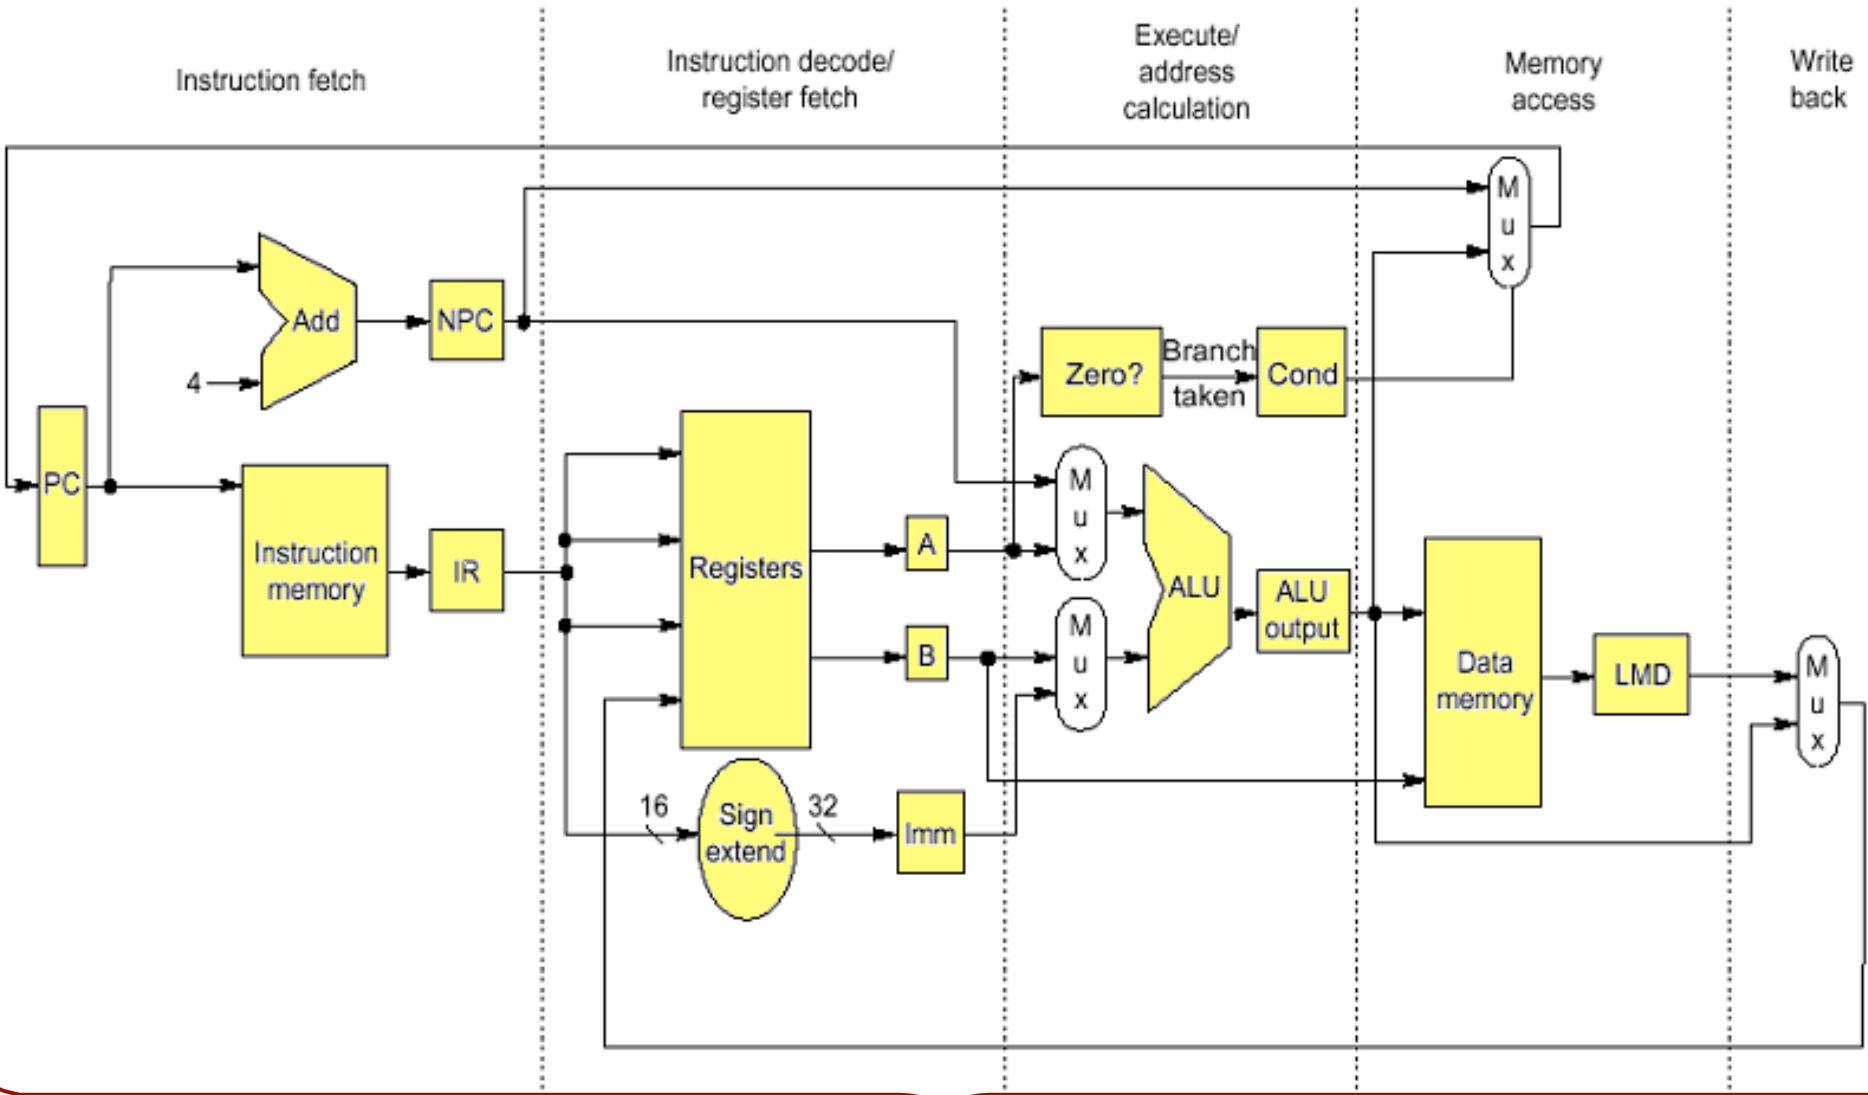 Instruction fetch
Instruction decode/
register fetch
Execute/
address
calculation
Memory
access
Write
back
M
u
x
Add
NPC
4
Zero?
Branch
taken
Cond
PC
Instruction
memory
IR
Registers
A
B
M
u
x
M
u
x
ALU
ALU
output
Data
memory
LMD
M
u
x
16
Sign
extend
32
Imm